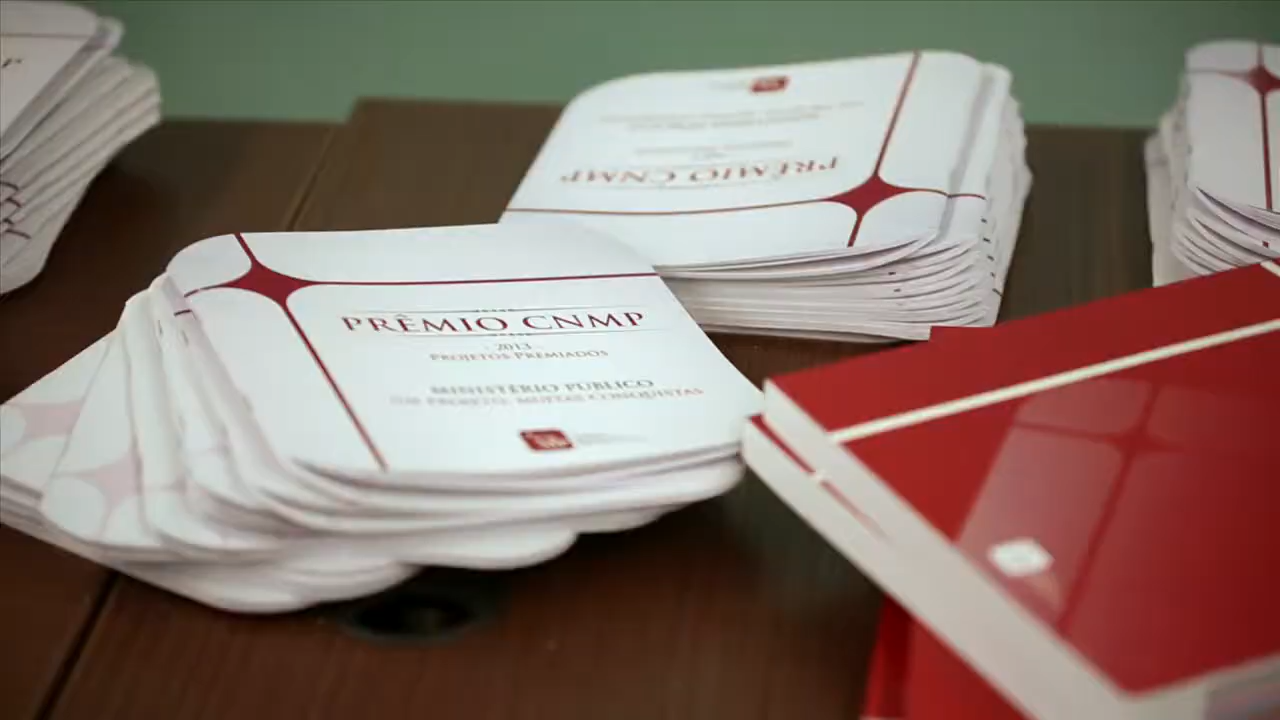 PRÊMIO CNMP
PRÊMIO CNMP
2013
PROJETOS PREMIADOS
MINISTÉRIO PÚBLICO
UM PROJETO, MUITAS CONQUISTAS